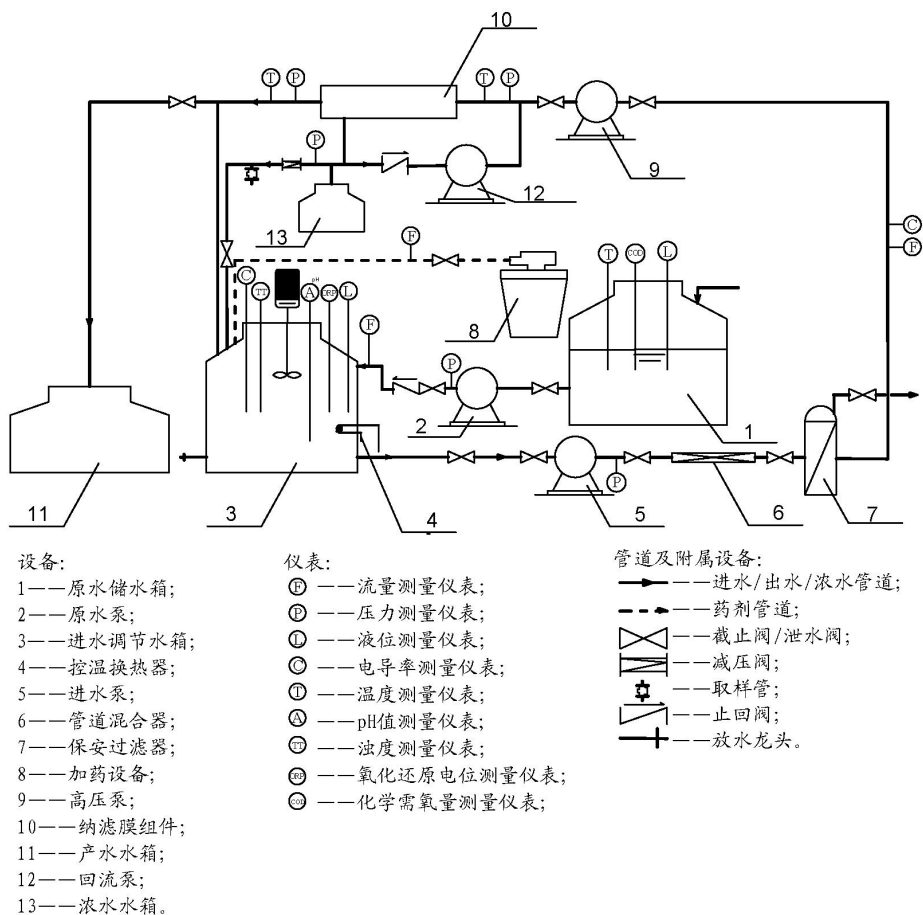 10
T P T P
P
9
12
13
C
F
F
T COD L
C TT pH A ORP L
8
F
P
2
1
P
11
3
4
5
6
7
设备:
1——原水储水箱;
2——原水泵;
3——进水调节水箱;
4——控温换热器;
5——进水泵;
6——管道混合器;
7——保安过滤器;
8——加药设备;
9——高压泵;
10——纳滤膜组件;
11——产水水箱;
12——回流泵;
13——浓水水箱。
仪表:
F——流量测量仪表;
P——压力测量仪表;
L——液位测量仪表;
C——电导率测量仪表;
T——温度测量仪表;
A——pH值测量仪表;
TT——浊度测量仪表;
ORP——氧化还原电位测量仪表;
COD——化学需氧量测量仪表;
管道及附属设备:
——进水/出水/浓水管道;
——药剂管道;
——截止阀/泄水阀;
——减压阀;
——取样管;
——止回阀;
——放水龙头。